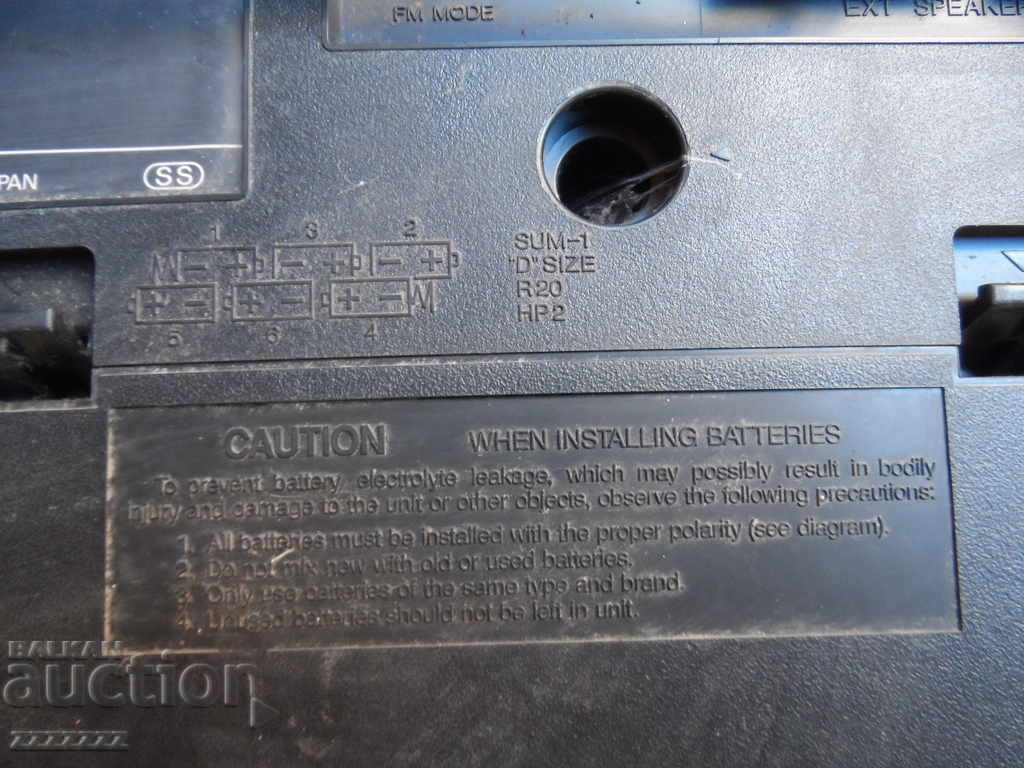 FM MODE
EXT SPEAKER
PAN
SS
1 3 2
5 6 4
SUM-1
"D" SIZE
R20
HP2
CAUTION WHEN INSTALLING BATTERIES
To prevent battery electrolyte leakage, which may possibly result in bodily
injury and damage to the unit or other objects, observe the following precautions:
1. All batteries must be installed with the proper polarity (see diagram).
2. Do not mix new with old or used batteries.
3. Only use batteries of the same type and brand.
4. Unused batteries should not be left in unit.
BALKAN
auction